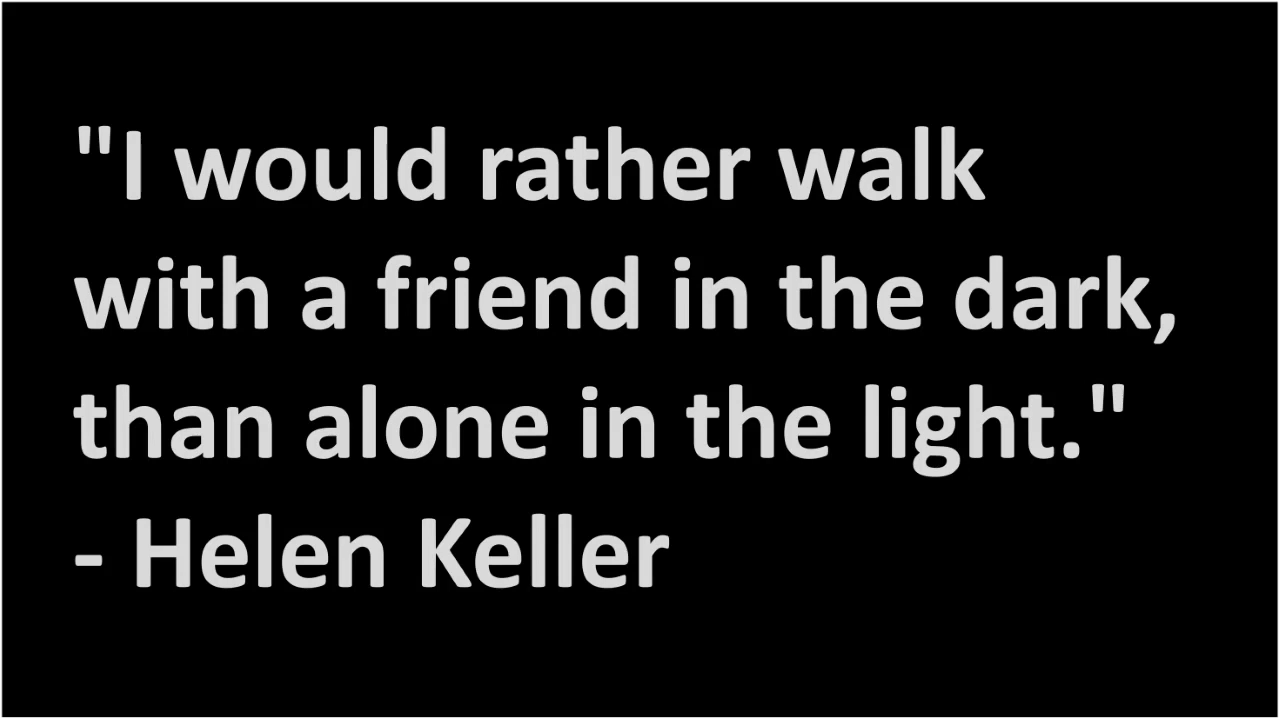 "I would rather walk
with a friend in the dark,
than alone in the light."
- Helen Keller